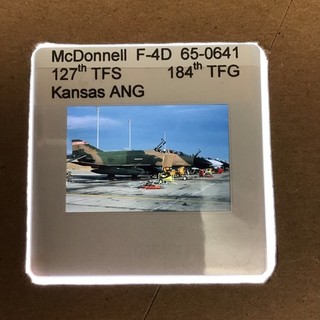 McDonnell F-4D 65-0641
127th TFS 184th TFG
Kansas ANG